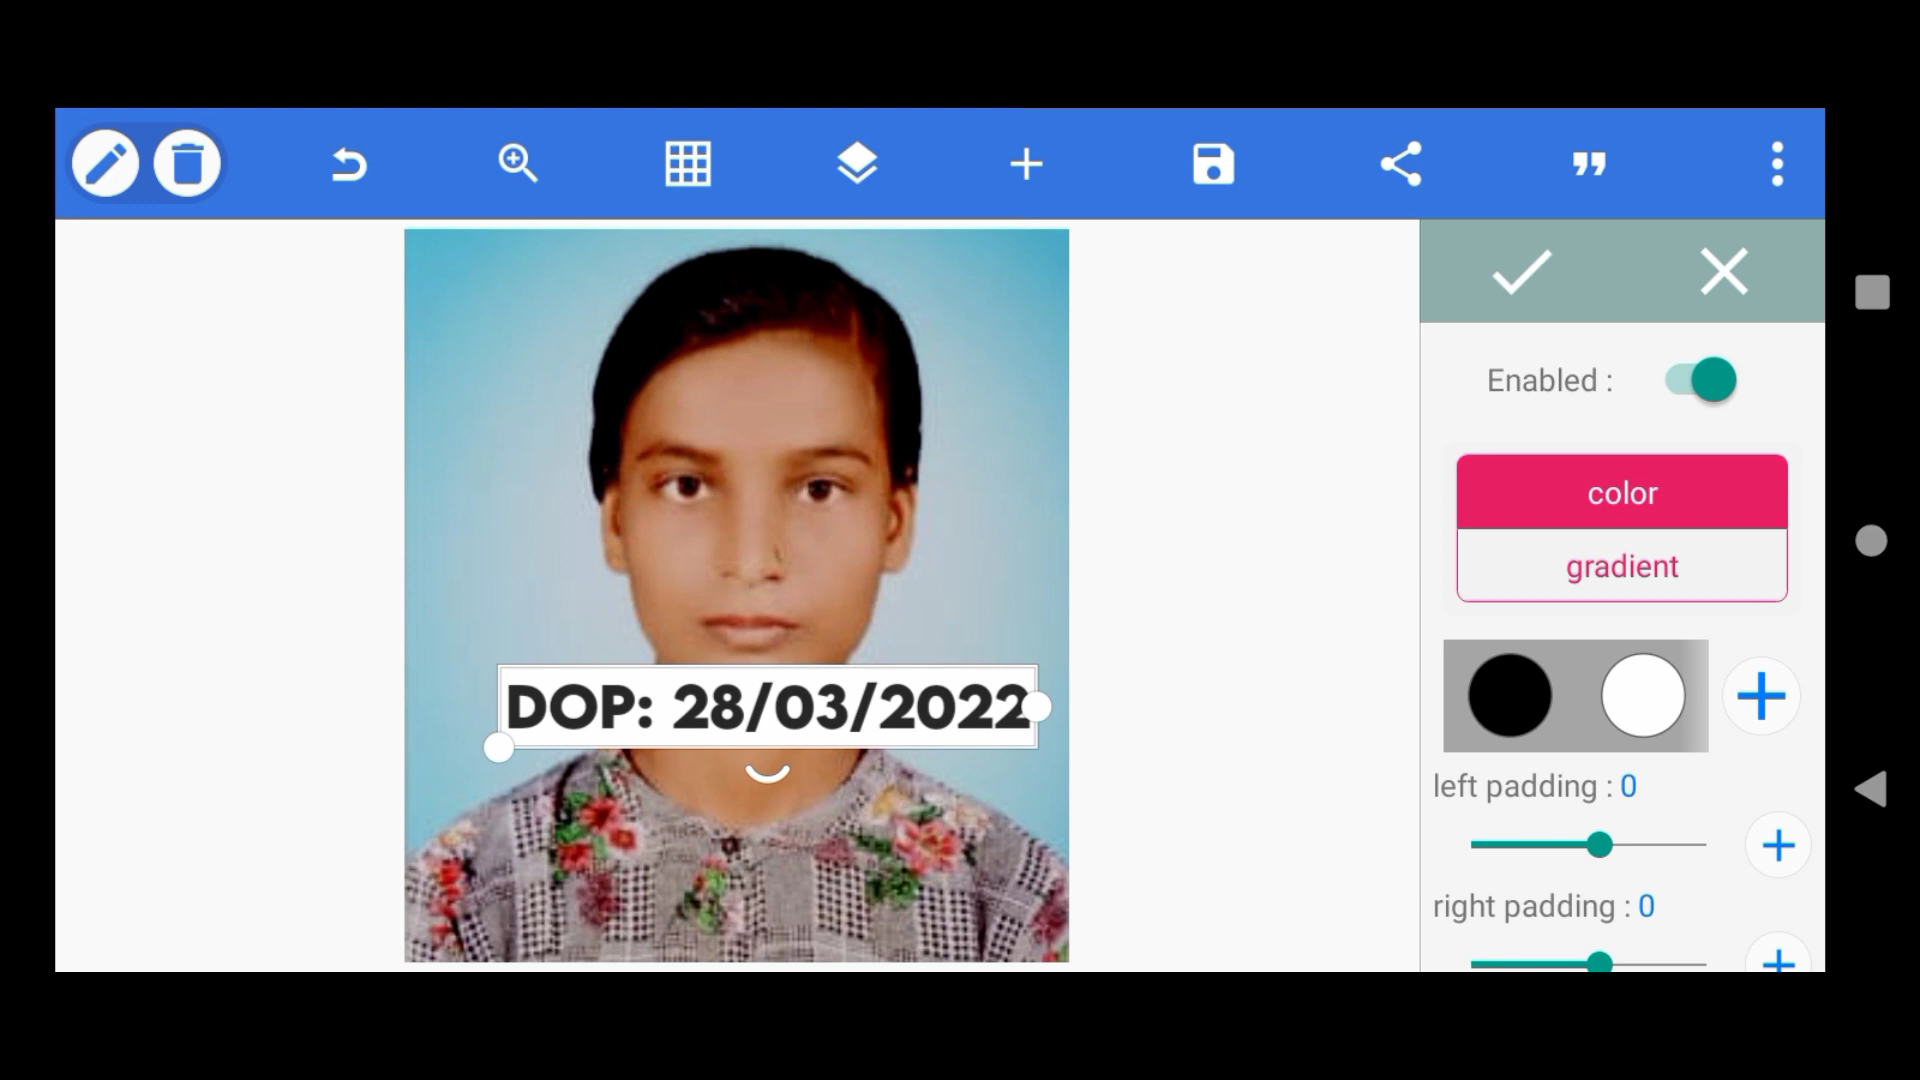 Enabled :
color
gradient
DOP: 28/03/2022
left padding : 0
right padding : 0